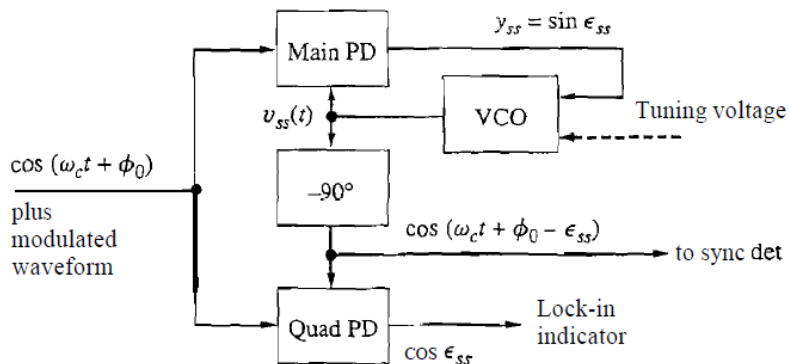 y_ss = sin ϵ_ss
Main PD
v_ss(t)
VCO
Tuning voltage
cos (ω_c t + ϕ_0)
plus
modulated
waveform
–90°
cos (ω_c t + ϕ_0 – ϵ_ss)
to sync det
Quad PD
Lock-in
indicator
cos ϵ_ss